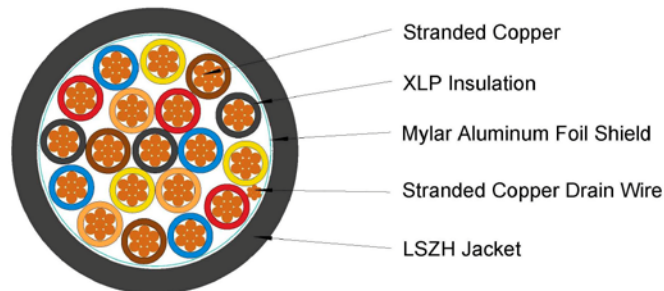 Stranded Copper
XLP Insulation
Mylar Aluminum Foil Shield
Stranded Copper Drain Wire
LSZH Jacket